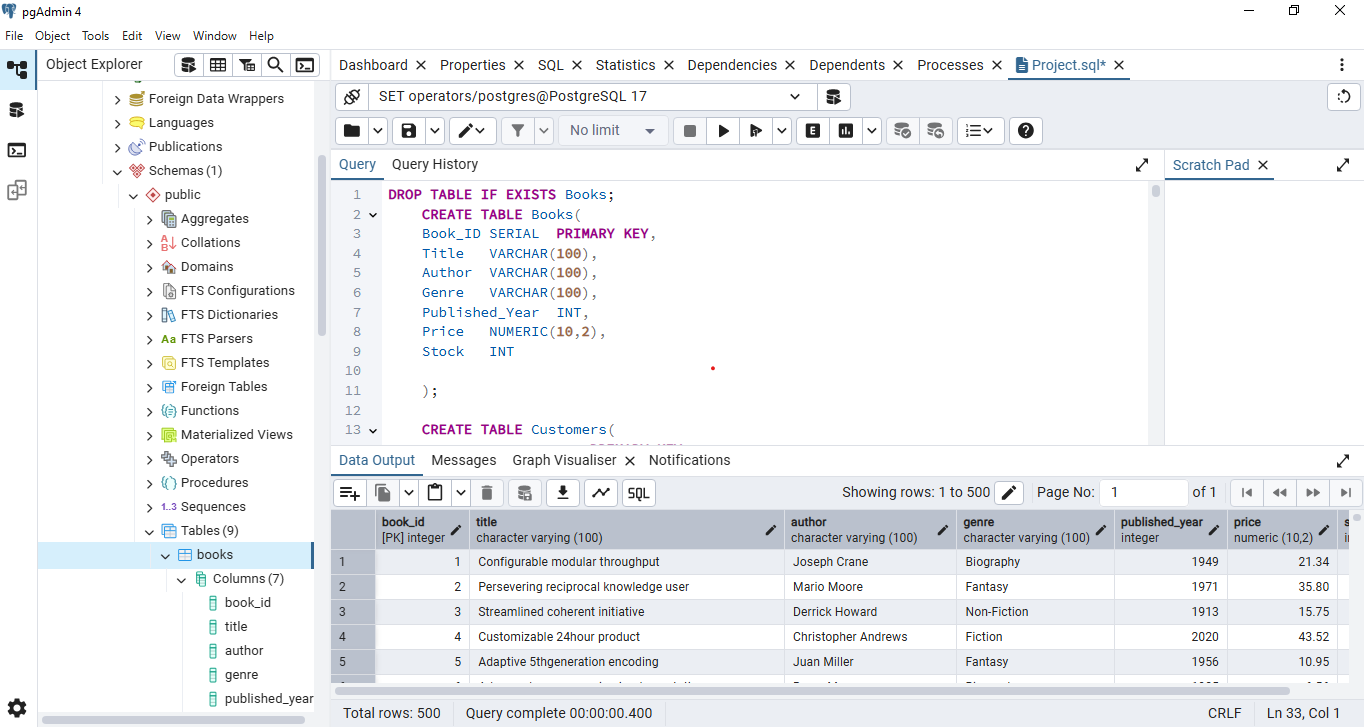 pgAdmin 4
File Object Tools Edit View Window Help
Object Explorer
Foreign Data Wrappers
Languages
Publications
Schemas (1)
public
Aggregates
Collations
Domains
FTS Configurations
FTS Dictionaries
Aa FTS Parsers
FTS Templates
Foreign Tables
Functions
Materialized Views
Operators
Procedures
1..3 Sequences
Tables (9)
books
Columns (7)
book_id
title
author
genre
published_year
Dashboard Properties SQL Statistics Dependencies Dependents Processes Project.sql*
SET operators/postgres@PostgreSQL 17
No limit E
Query Query History
Scratch Pad
1 DROP TABLE IF EXISTS Books;
2 CREATE TABLE Books(
3 Book_ID SERIAL PRIMARY KEY,
4 Title VARCHAR(100),
5 Author VARCHAR(100),
6 Genre VARCHAR(100),
7 Published_Year INT,
8 Price NUMERIC(10,2),
9 Stock INT
10
11 );
12
13 CREATE TABLE Customers(
Data Output Messages Graph Visualiser Notifications
SQL Showing rows: 1 to 500 Page No: 1 of 1
book_id title author genre published_year price
[PK] integer character varying (100) character varying (100) character varying (100) integer numeric (10,2)
1 1 Configurable modular throughput Joseph Crane Biography 1949 21.34
2 2 Persevering reciprocal knowledge user Mario Moore Fantasy 1971 35.80
3 3 Streamlined coherent initiative Derrick Howard Non-Fiction 1913 15.75
4 4 Customizable 24hour product Christopher Andrews Fiction 2020 43.52
5 5 Adaptive 5thgeneration encoding Juan Miller Fantasy 1956 10.95
Total rows: 500 Query complete 00:00:00.400 CRLF Ln 33, Col 1